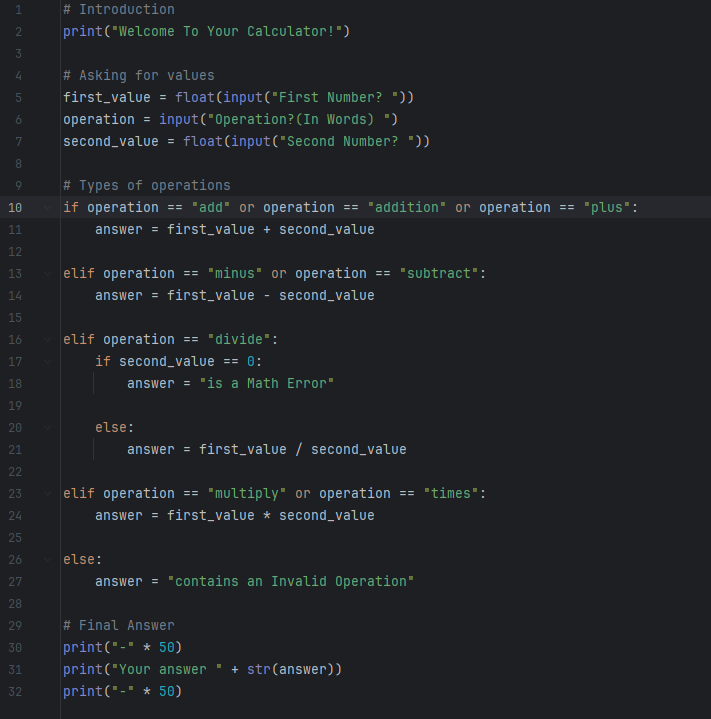 1 # Introduction
2 print("Welcome To Your Calculator!")
3
4 # Asking for values
5 first_value = float(input("First Number? "))
6 operation = input("Operation?(In Words) ")
7 second_value = float(input("Second Number? "))
8
9 # Types of operations
10 if operation == "add" or operation == "addition" or operation == "plus":
11     answer = first_value + second_value
12
13 elif operation == "minus" or operation == "subtract":
14     answer = first_value - second_value
15
16 elif operation == "divide":
17     if second_value == 0:
18         answer = "is a Math Error"
19
20     else:
21         answer = first_value / second_value
22
23 elif operation == "multiply" or operation == "times":
24     answer = first_value * second_value
25
26 else:
27     answer = "contains an Invalid Operation"
28
29 # Final Answer
30 print("-" * 50)
31 print("Your answer " + str(answer))
32 print("-" * 50)